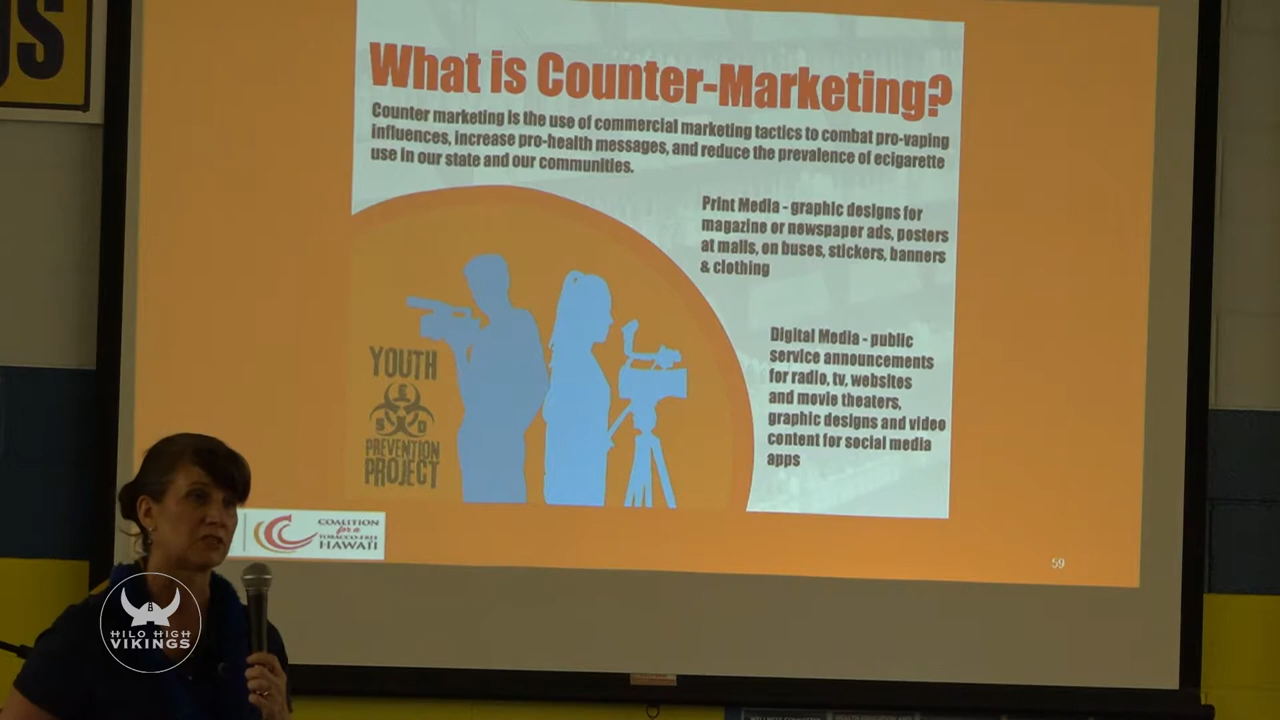 What is Counter-Marketing?
Counter marketing is the use of commercial marketing tactics to combat pro-vaping
influences, increase pro-health messages, and reduce the prevalence of ecigarette
use in our state and our communities.
Print Media - graphic designs for
magazine or newspaper ads, posters
at malls, on buses, stickers, banners
& clothing
Digital Media - public
service announcements
for radio, tv, websites
and movie theaters,
graphic designs and video
content for social media
apps
YOUTH
PREVENTION
PROJECT
COALITION
for a
TOBACCO-FREE
HAWAI'I
59
HILO HIGH
VIKINGS